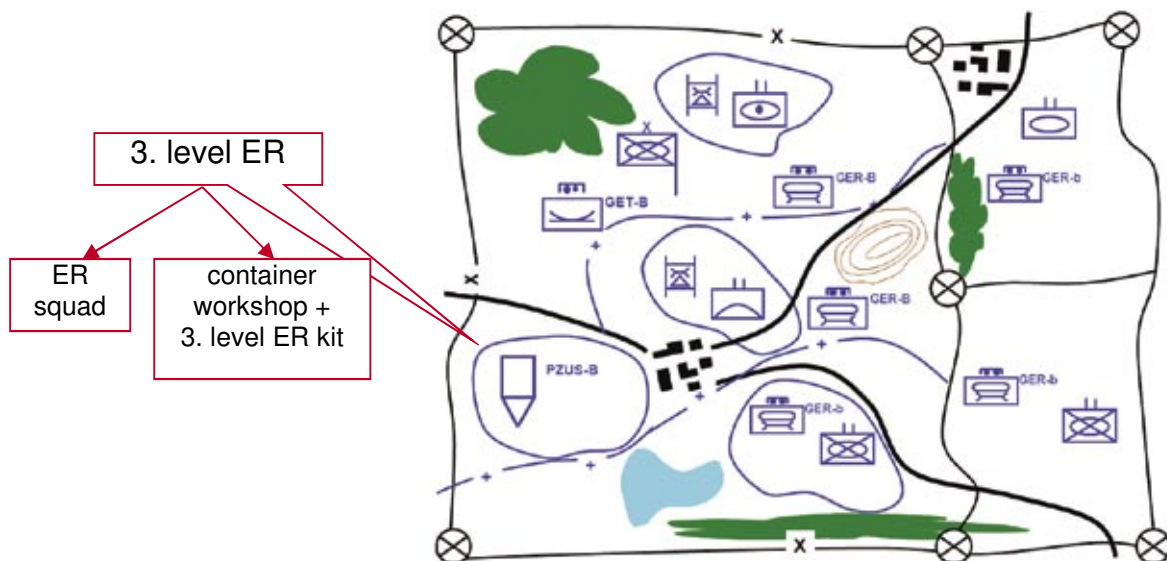 3. level ER
ER
squad
container
workshop +
3. level ER kit
X
X
GET-B
GER-B
GER-b
X
GER-B
PZUS-B
GER-b
GER-b
X